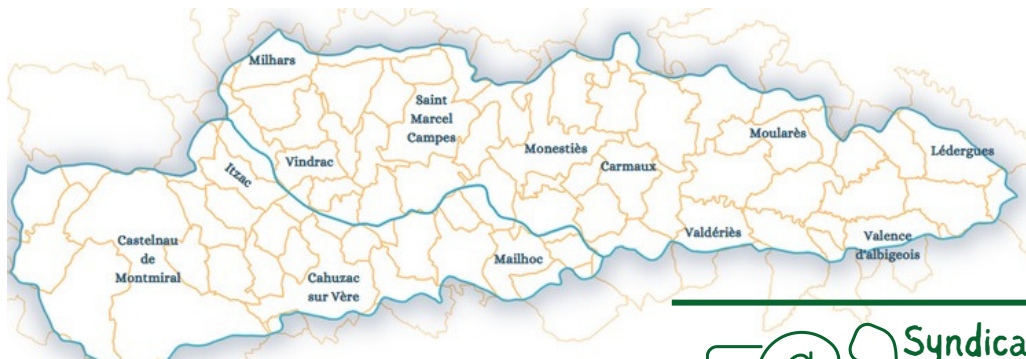 Milhars
Saint
Marcel
Campes
Moularès
Lédergues
Monestiès
Vindrac
Carmaux
Itzac
Valdériès
Valence
d'albigeois
Castelnau
de
Montmiral
Mailhoc
Cahuzac
sur Vère